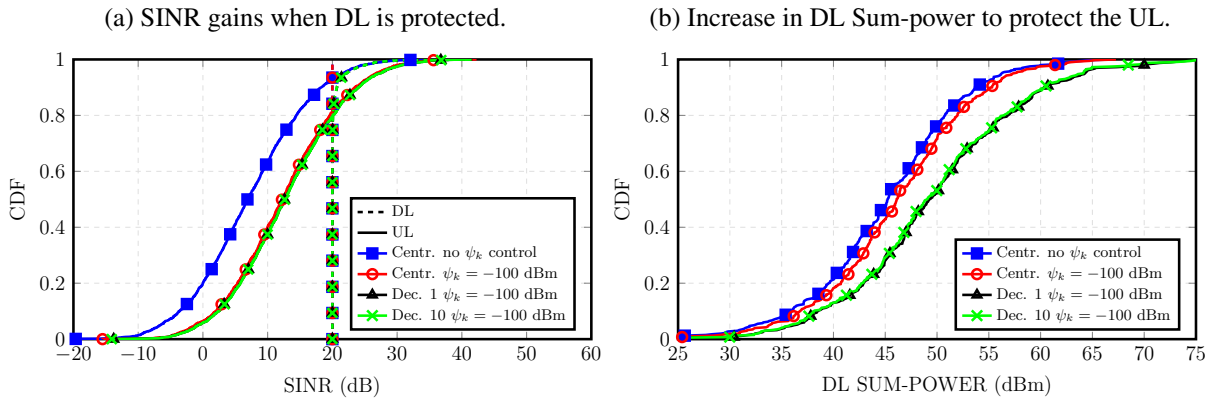 (a) SINR gains when DL is protected.
1
0.8
0.6
0.4
0.2
0
CDF
−20 −10 0 10 20 30 40 50 60
SINR (dB)
DL
UL
Centr. no ψk control
Centr. ψk = −100 dBm
Dec. 1 ψk = −100 dBm
Dec. 10 ψk = −100 dBm
(b) Increase in DL Sum-power to protect the UL.
1
0.8
0.6
0.4
0.2
0
CDF
25 30 35 40 45 50 55 60 65 70 75
DL SUM-POWER (dBm)
Centr. no ψk control
Centr. ψk = −100 dBm
Dec. 1 ψk = −100 dBm
Dec. 10 ψk = −100 dBm